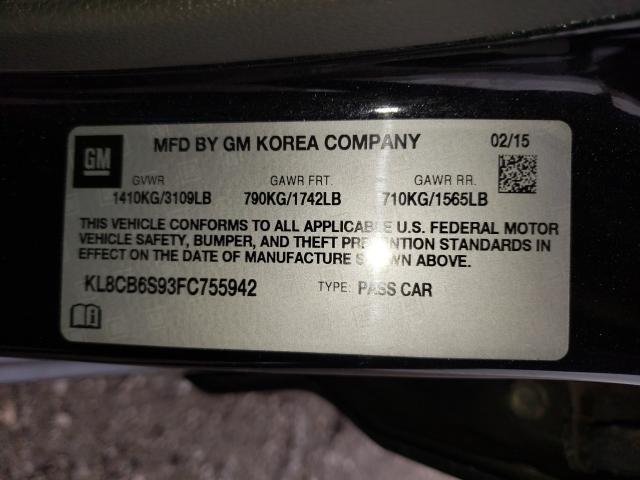 GM
MFD BY GM KOREA COMPANY 02/15
GVWR GAWR FRT. GAWR RR.
1410KG/3109LB 790KG/1742LB 710KG/1565LB
THIS VEHICLE CONFORMS TO ALL APPLICABLE U.S. FEDERAL MOTOR
VEHICLE SAFETY, BUMPER, AND THEFT PREVENTION STANDARDS IN
EFFECT ON THE DATE OF MANUFACTURE SHOWN ABOVE.
KL8CB6S93FC755942 TYPE: PASS CAR